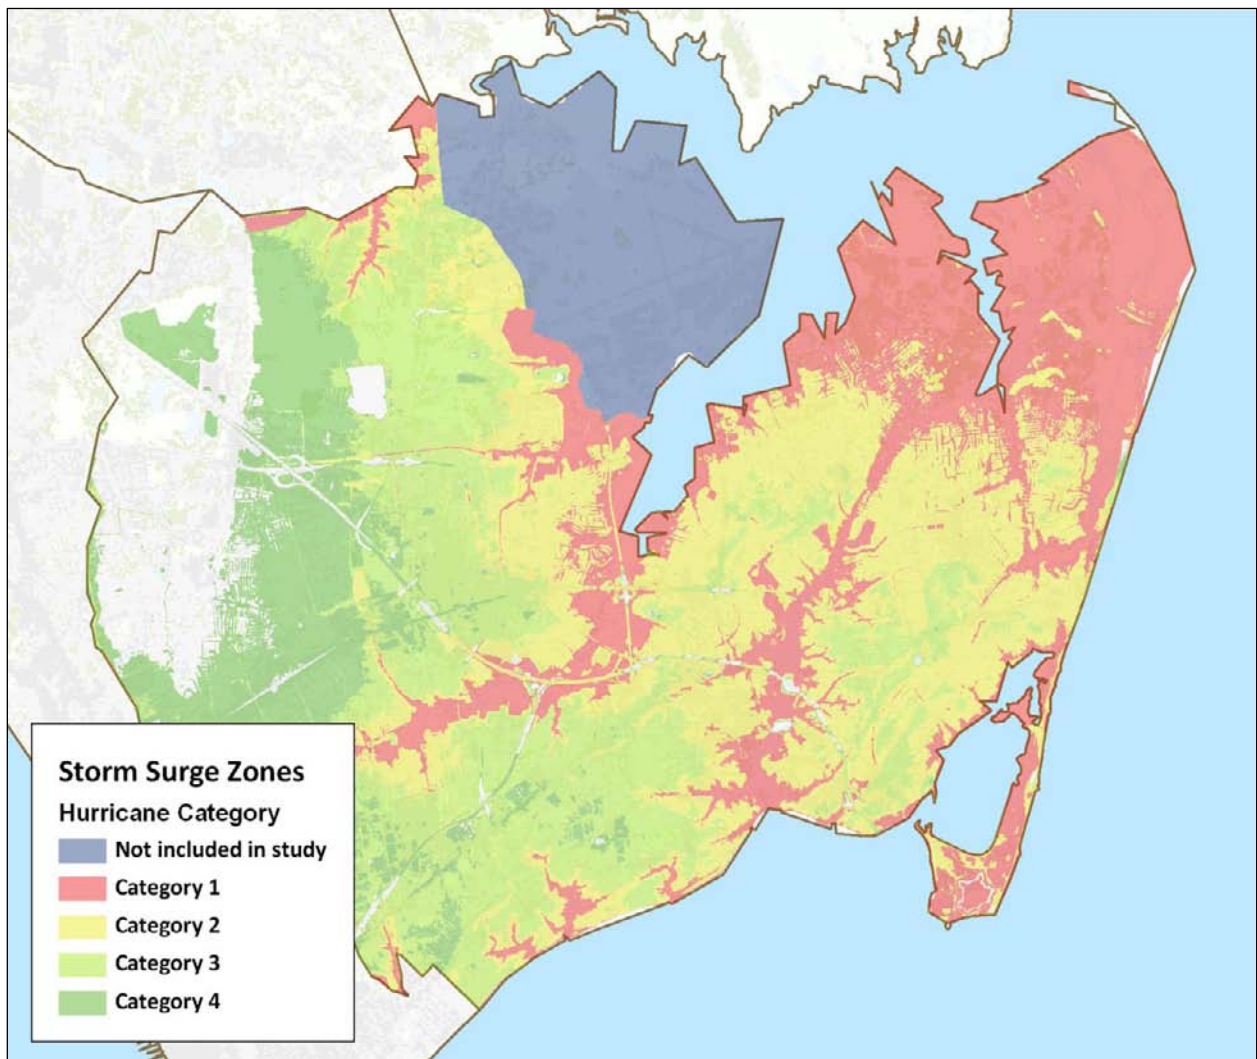 Storm Surge Zones
Hurricane Category
Not included in study
Category 1
Category 2
Category 3
Category 4